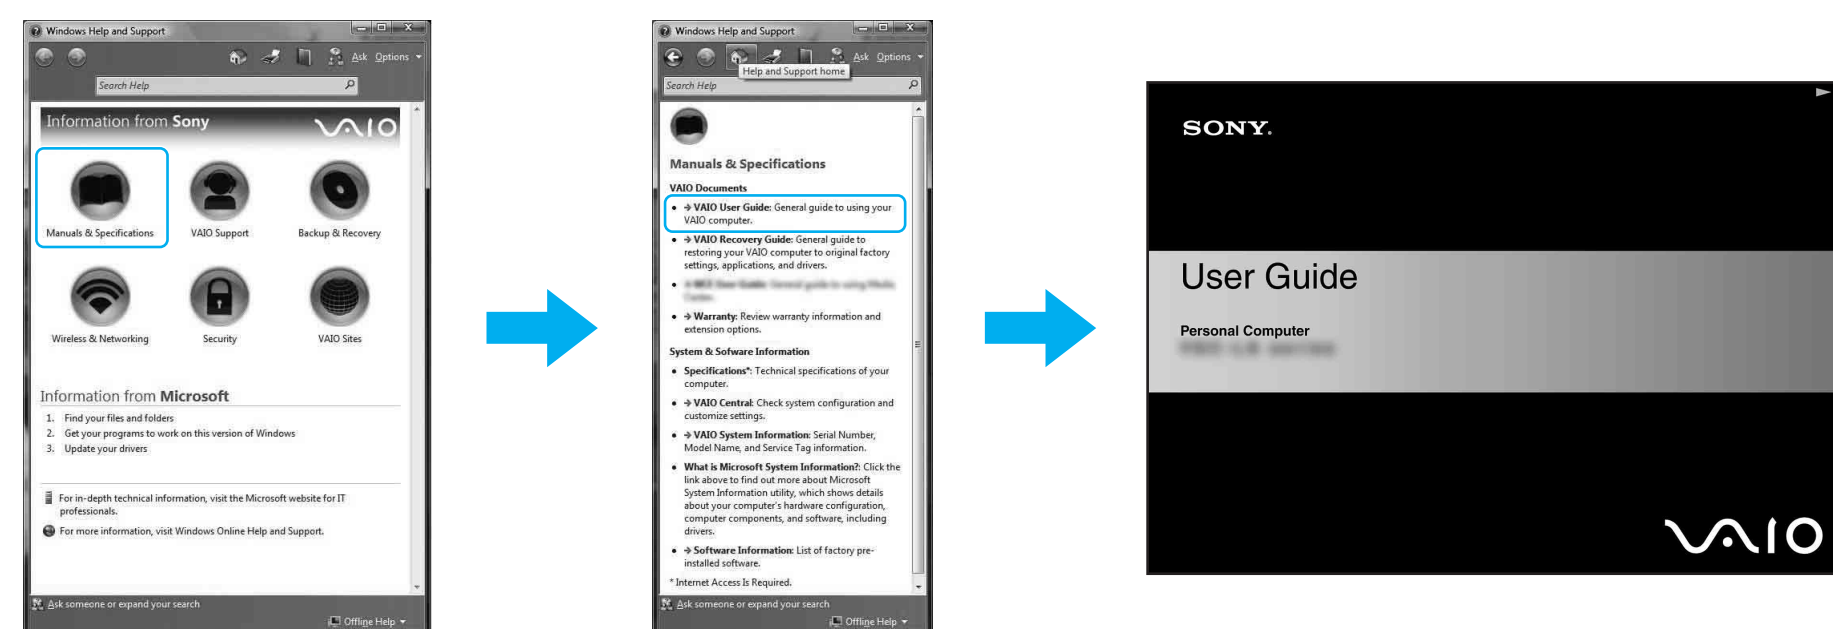 Windows Help and Support
Ask Options
Search Help
Information from Sony
VAIO
Manuals & Specifications
VAIO Support
Backup & Recovery
Wireless & Networking
Security
VAIO Sites
Information from Microsoft
1. Find your files and folders
2. Get your programs to work on this version of Windows
3. Update your drivers
For in-depth technical information, visit the Microsoft website for IT
professionals.
For more information, visit Windows Online Help and Support.
Ask someone or expand your search
Offline Help
Windows Help and Support
Ask Options
Help and Support home
Search Help
Manuals & Specifications
VAIO Documents
• → VAIO User Guide: General guide to using your
VAIO computer.
• → VAIO Recovery Guide: General guide to
restoring your VAIO computer to original factory
settings, applications, and drivers.
• → Warranty: Review warranty information and
extension options.
System & Sofware Information
• Specifications*: Technical specifications of your
computer.
• → VAIO Central: Check system configuration and
customize settings.
• → VAIO System Information: Serial Number,
Model Name, and Service Tag information.
• What is Microsoft System Information?: Click the
link above to find out more about Microsoft
System Information utility, which shows details
about your computer's hardware configuration,
computer components, and software, including
drivers.
• → Software Information: List of factory pre-
installed software.
* Internet Access Is Required.
Ask someone or expand your search
Offline Help
SONY.
User Guide
Personal Computer
VAIO